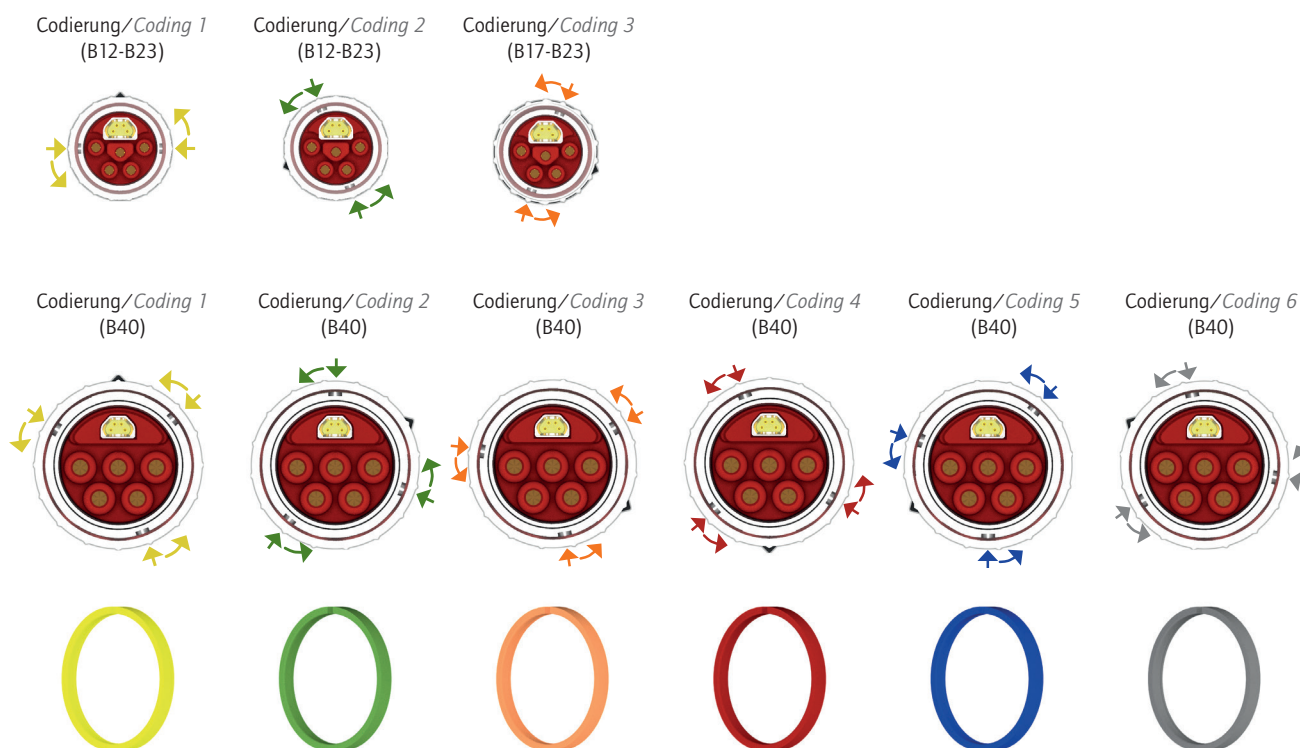 Codierung/Coding 1
(B12-B23)
Codierung/Coding 2
(B12-B23)
Codierung/Coding 3
(B17-B23)
Codierung/Coding 1
(B40)
Codierung/Coding 2
(B40)
Codierung/Coding 3
(B40)
Codierung/Coding 4
(B40)
Codierung/Coding 5
(B40)
Codierung/Coding 6
(B40)